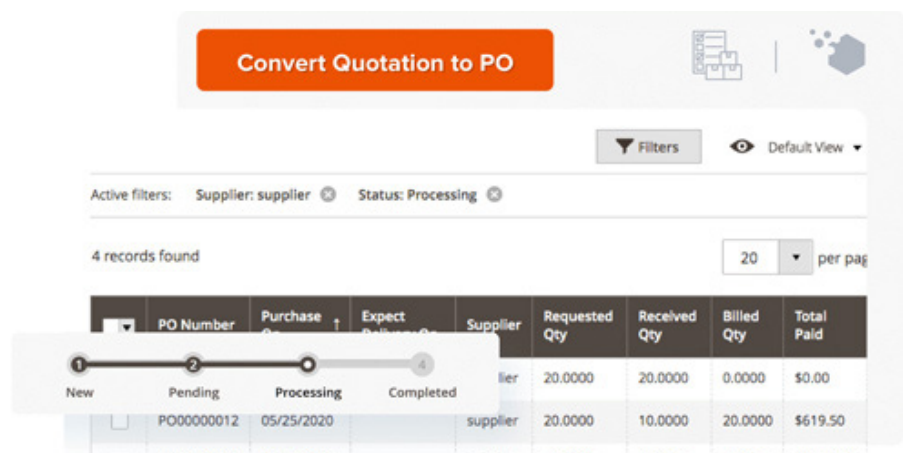 Convert Quotation to PO
Filters Default View
Active filters: Supplier: supplier Status: Processing
4 records found 20 per pag
PO Number Purchase Expect Supplier Requested Qty Received Qty Billed Qty Total Paid
1 2 4
New Pending Processing Completed
lier 20.0000 20.0000 0.0000 $0.00
PO00000012 05/25/2020 supplier 20.0000 10.0000 20.0000 $619.50